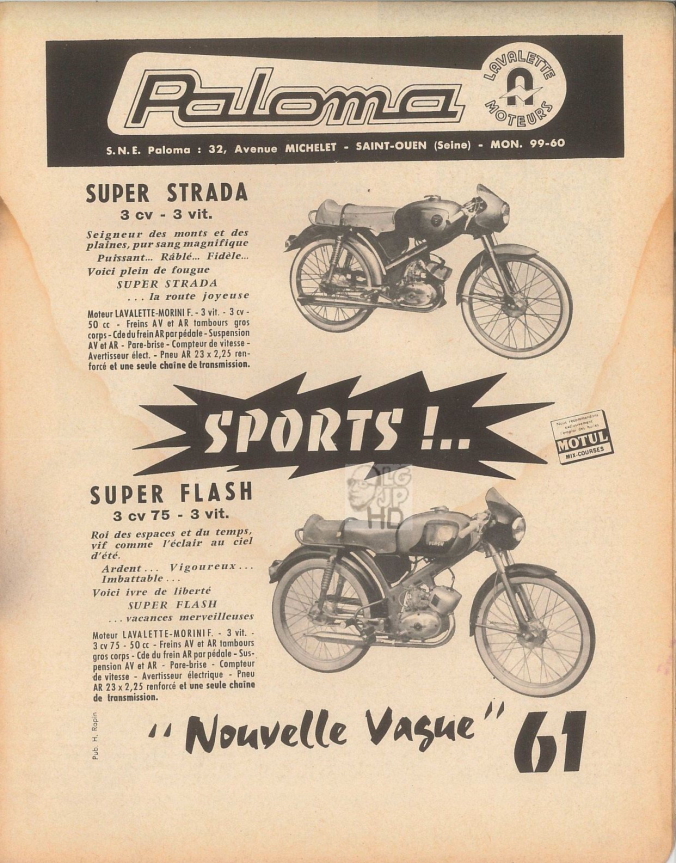 Paloma
LAVALETTE
MOTEURS
S.N.E. Paloma : 32, Avenue MICHELET - SAINT-OUEN (Seine) - MON. 99-60
SUPER STRADA
3 cv - 3 vit.
Seigneur des monts et des
plaines, pur sang magnifique
Puissant... Râblé... Fidèle...
Voici plein de fougue
SUPER STRADA
... la route joyeuse
Moteur LAVALETTE-MORINI F. - 3 vit. - 3 cv -
50 cc - Freins AV et AR tambours gros
corps - Cde du frein AR par pédale - Suspension
AV et AR - Pare-brise - Compteur de vitesse -
Avertisseur élect. - Pneu AR 23 x 2,25 ren-
forcé et une seule chaîne de transmission.
SPORTS !..
Nous recommandons
MOTUL
MIX-COURSES
LG
JP
HD
SUPER FLASH
3 cv 75 - 3 vit.
Roi des espaces et du temps,
vif comme l'éclair au ciel
d'été.
Ardent... Vigoureux...
Imbattable...
Voici ivre de liberté
SUPER FLASH
... vacances merveilleuses
Moteur LAVALETTE-MORINI F. - 3 vit. -
3 cv 75 - 50 cc - Freins AV et AR tambours
gros corps - Cde du frein AR par pédale - Sus-
pension AV et AR - Pare-brise - Compteur
de vitesse - Avertisseur électrique - Pneu
AR 23 x 2,25 renforcé et une seule chaîne
de transmission.
Pub. H. Rapin
"Nouvelle Vague" 61